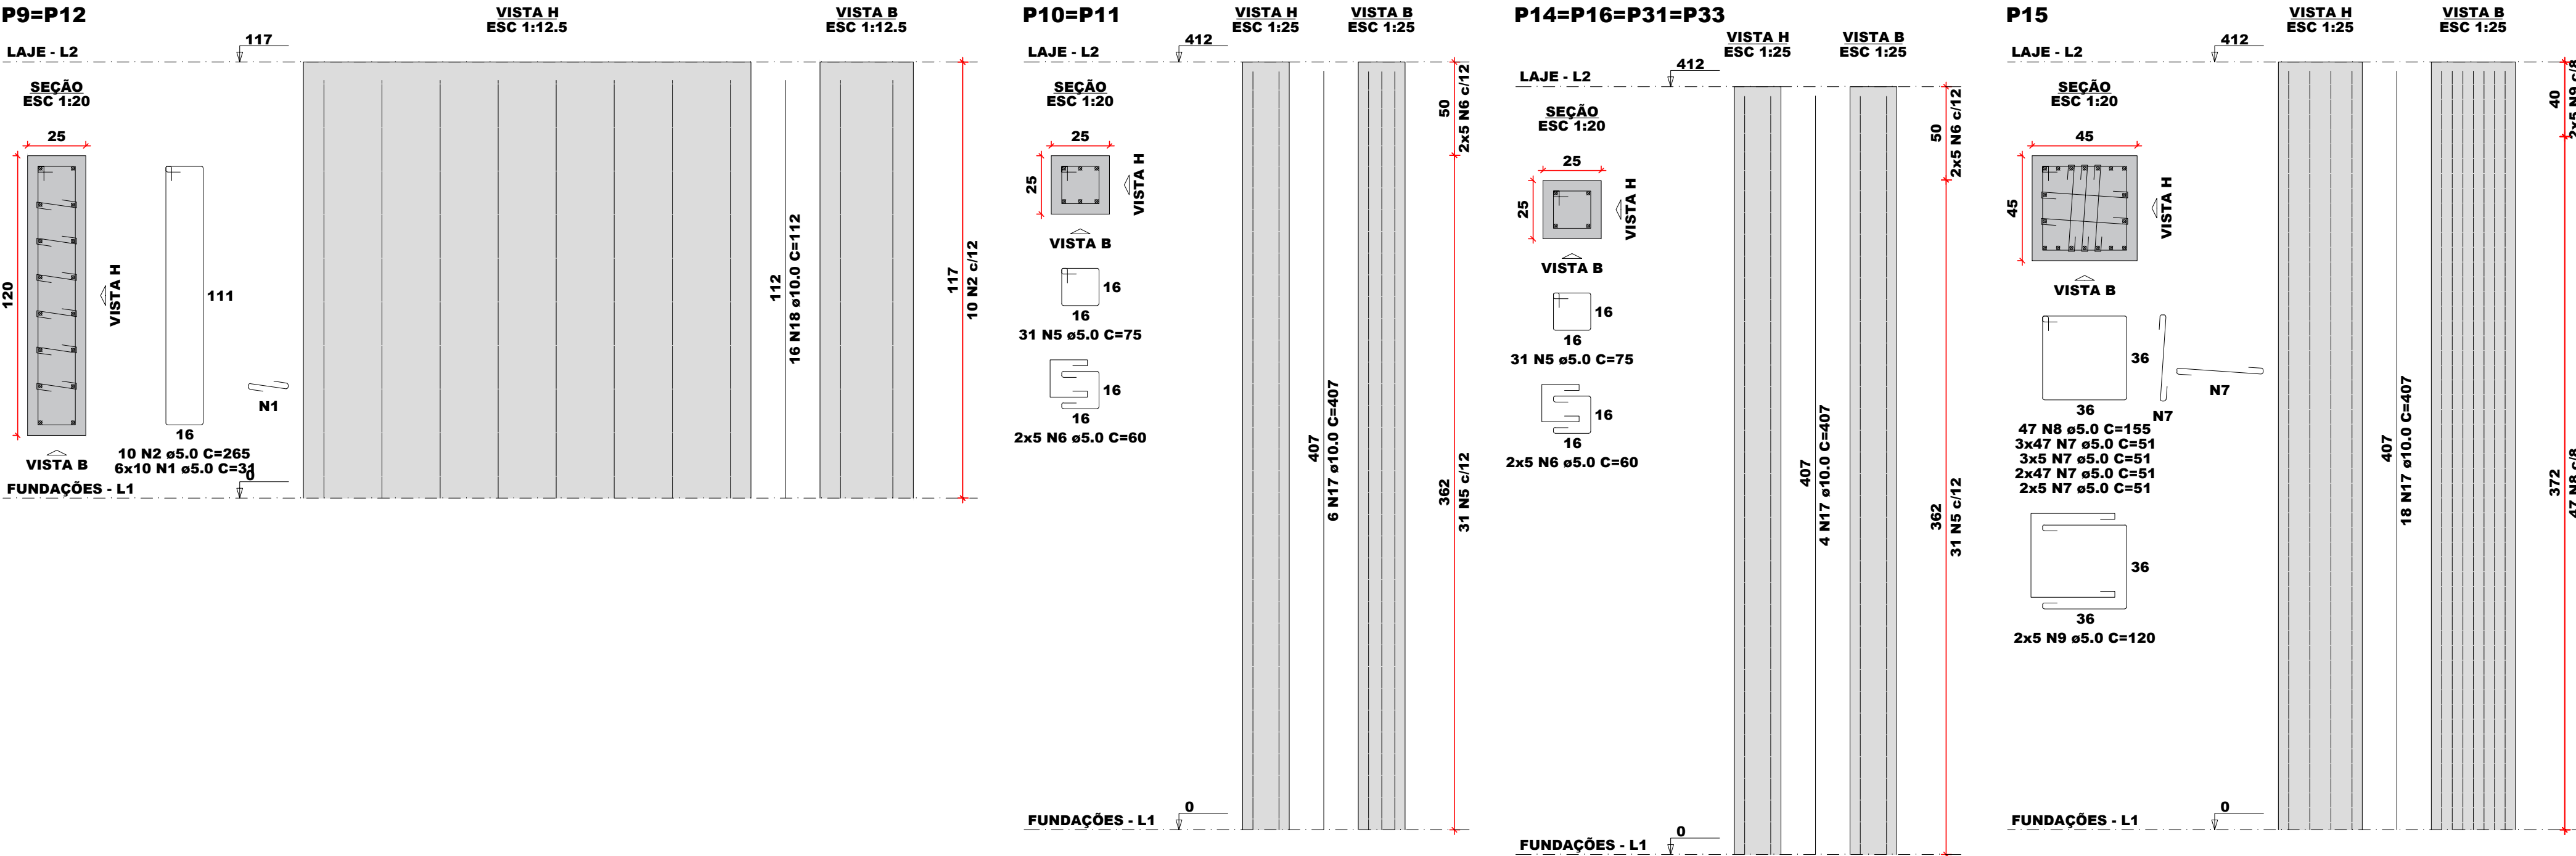 P9=P12
VISTA H
ESC 1:12.5
VISTA B
ESC 1:12.5
LAJE - L2
117
SEÇÃO
ESC 1:20
25
120
VISTA H
VISTA B
111
16
10 N2 ø5.0 C=265
6x10 N1 ø5.0 C=31
N1
112
16 N18 ø10.0 C=112
117
10 N2 c/12
FUNDAÇÕES - L1
0
P10=P11
VISTA H
ESC 1:25
VISTA B
ESC 1:25
LAJE - L2
412
SEÇÃO
ESC 1:20
25
25
VISTA H
VISTA B
16
16
31 N5 ø5.0 C=75
16
16
2x5 N6 ø5.0 C=60
407
6 N17 ø10.0 C=407
50
2x5 N6 c/12
362
31 N5 c/12
FUNDAÇÕES - L1
0
P14=P16=P31=P33
VISTA H
ESC 1:25
VISTA B
ESC 1:25
LAJE - L2
412
SEÇÃO
ESC 1:20
25
25
VISTA H
VISTA B
16
16
31 N5 ø5.0 C=75
16
16
2x5 N6 ø5.0 C=60
407
4 N17 ø10.0 C=407
50
2x5 N6 c/12
362
31 N5 c/12
FUNDAÇÕES - L1
0
P15
VISTA H
ESC 1:25
VISTA B
ESC 1:25
LAJE - L2
412
SEÇÃO
ESC 1:20
45
45
VISTA H
VISTA B
36
36
N7
N7
47 N8 ø5.0 C=155
3x47 N7 ø5.0 C=51
3x5 N7 ø5.0 C=51
2x47 N7 ø5.0 C=51
2x5 N7 ø5.0 C=51
36
36
2x5 N9 ø5.0 C=120
407
18 N17 ø10.0 C=407
40
2x5 N9 c/8
372
47 N8 c/8
FUNDAÇÕES - L1
0